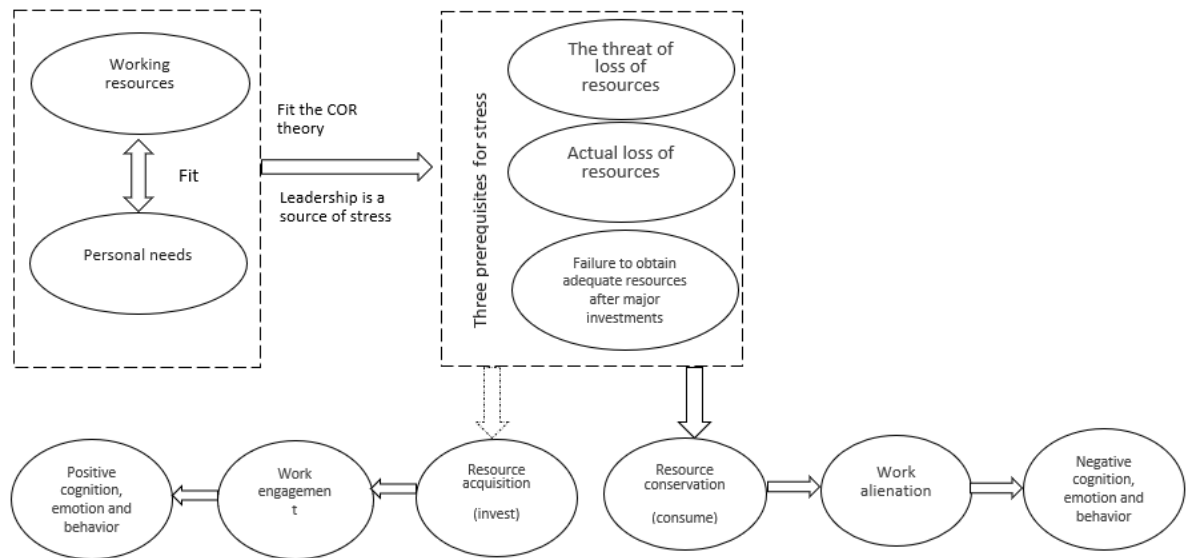 Working
resources
Fit
Personal needs
Fit the COR
theory
Leadership is a
source of stress
Three prerequisites for stress
The threat of
loss of
resources
Actual loss of
resources
Failure to obtain
adequate resources
after major
investments
Positive
cognition,
emotion and
behavior
Work
engagemen
t
Resource
acquisition
(invest)
Resource
conservation
(consume)
Work
alienation
Negative
cognition,
emotion and
behavior